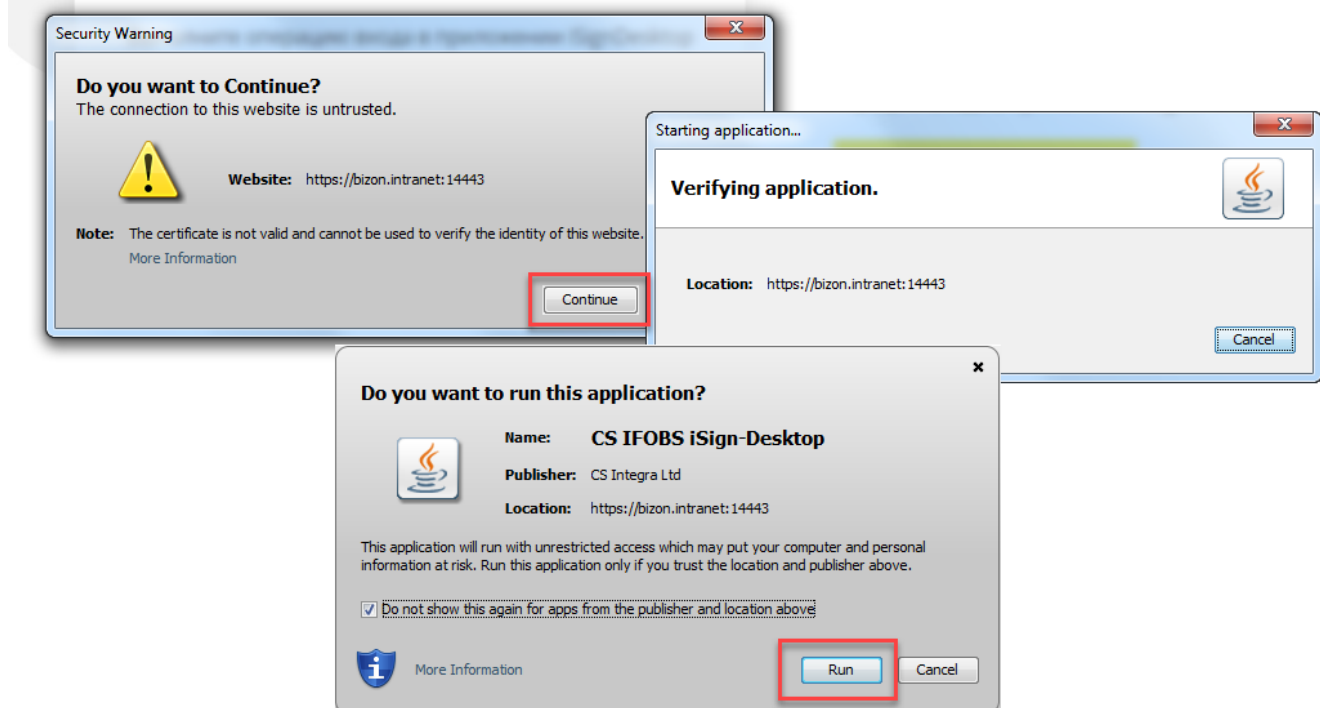 Security Warning
Do you want to Continue?
The connection to this website is untrusted.
Website: https://bizon.intranet:14443
Note: The certificate is not valid and cannot be used to verify the identity of this website.
More Information
Continue
Starting application...
Verifying application.
Location: https://bizon.intranet:14443
Cancel
Do you want to run this application?
Name: CS IFOBS iSign-Desktop
Publisher: CS Integra Ltd
Location: https://bizon.intranet:14443
This application will run with unrestricted access which may put your computer and personal
information at risk. Run this application only if you trust the location and publisher above.
Do not show this again for apps from the publisher and location above
More Information
Run
Cancel